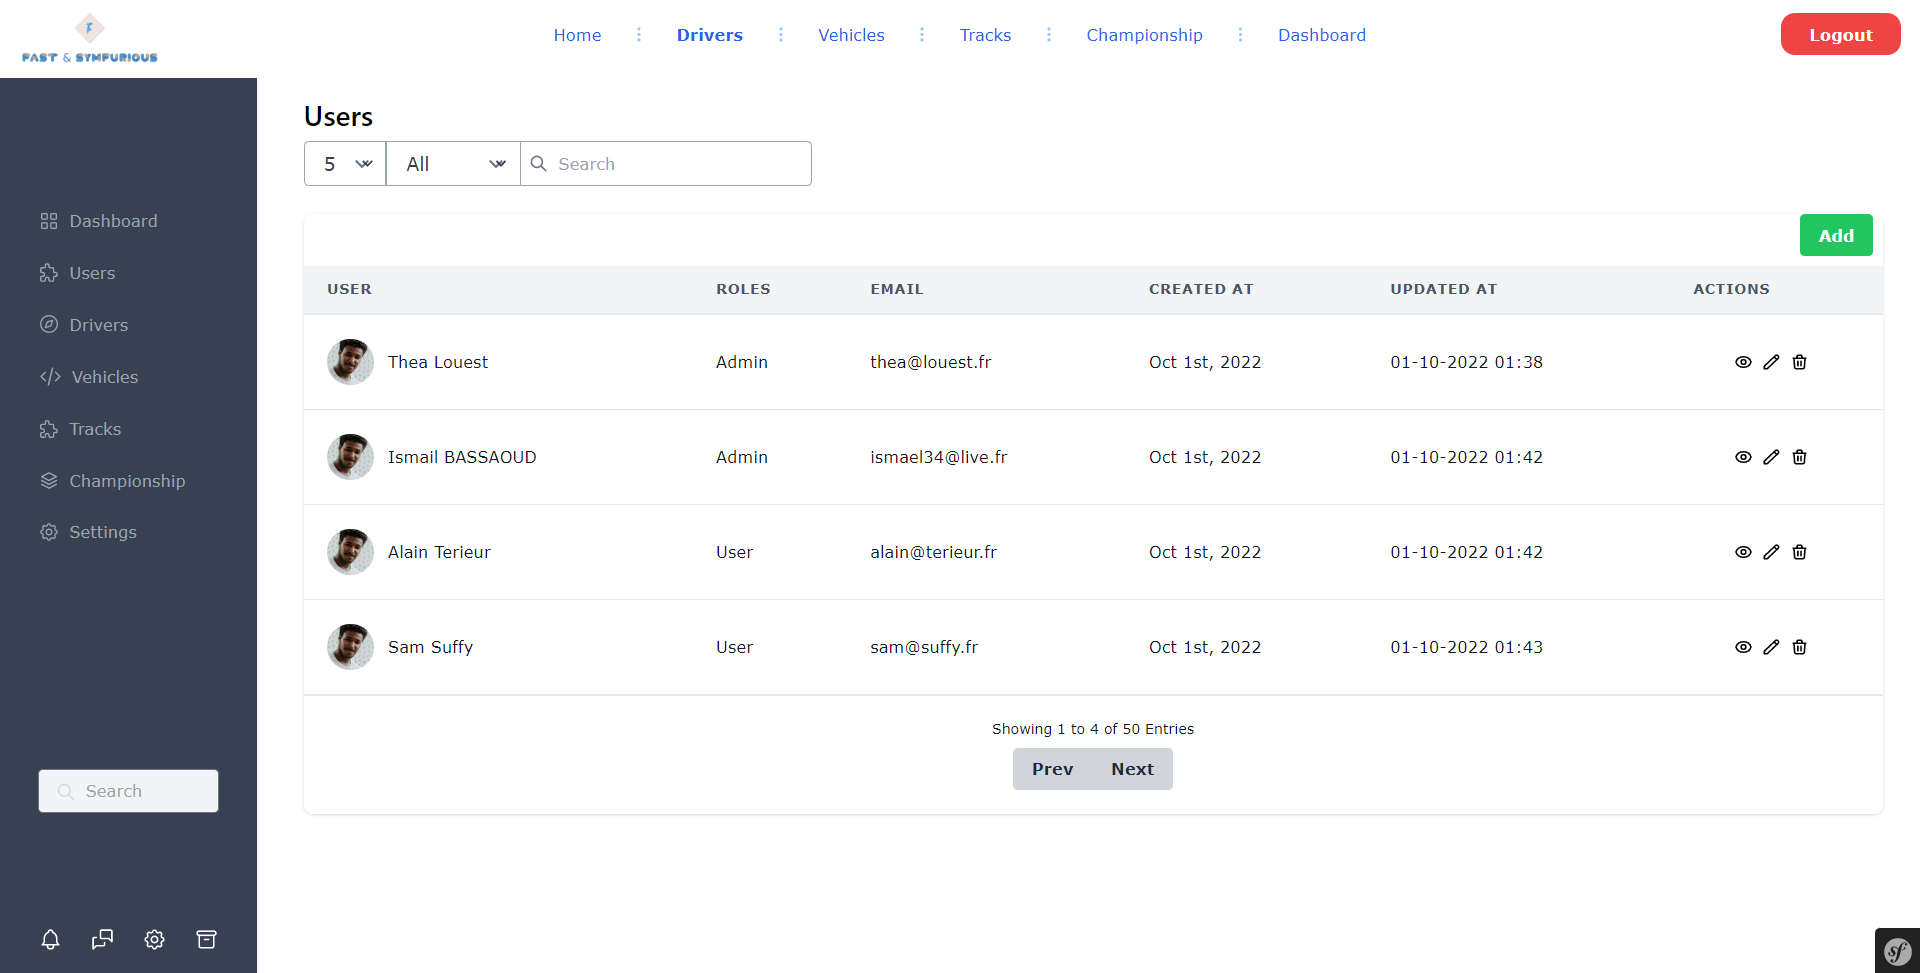 FAST & SYMFURIOUS
Home
Drivers
Vehicles
Tracks
Championship
Dashboard
Logout
Dashboard
Users
Drivers
Vehicles
Tracks
Championship
Settings
Search
Users
5
All
Search
Add
USER ROLES EMAIL CREATED AT UPDATED AT ACTIONS
Thea Louest Admin thea@louest.fr Oct 1st, 2022 01-10-2022 01:38
Ismail BASSAOUD Admin ismael34@live.fr Oct 1st, 2022 01-10-2022 01:42
Alain Terieur User alain@terieur.fr Oct 1st, 2022 01-10-2022 01:42
Sam Suffy User sam@suffy.fr Oct 1st, 2022 01-10-2022 01:43
Showing 1 to 4 of 50 Entries
Prev Next
sf